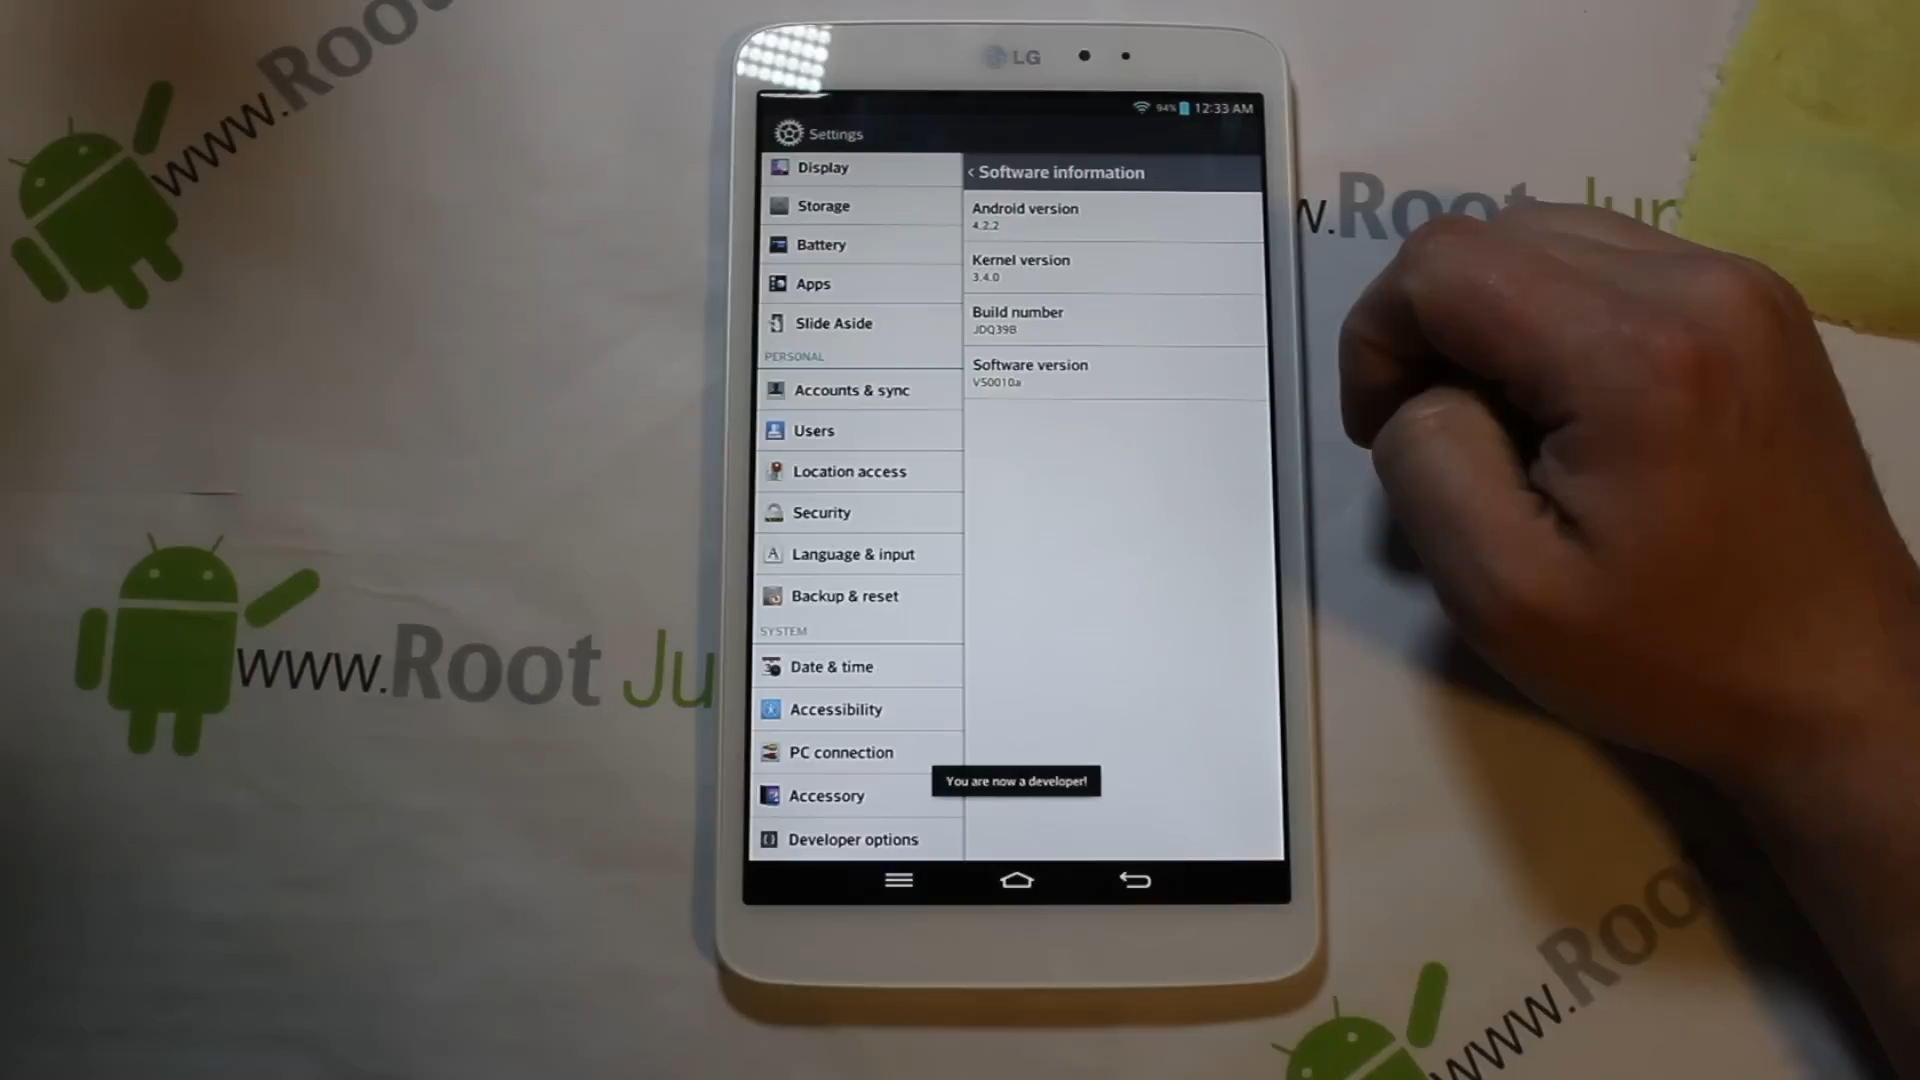 www.Root
LG
94% 12:33 AM
Settings
Display
Storage
Battery
Apps
Slide Aside
PERSONAL
Accounts & sync
Users
Location access
Security
Language & input
Backup & reset
SYSTEM
Date & time
Accessibility
PC connection
Accessory
Developer options
< Software information
Android version
4.2.2
Kernel version
3.4.0
Build number
JDQ39B
Software version
V50010a
You are now a developer!
w.Root Jun
www.Root Ju
www.Roo